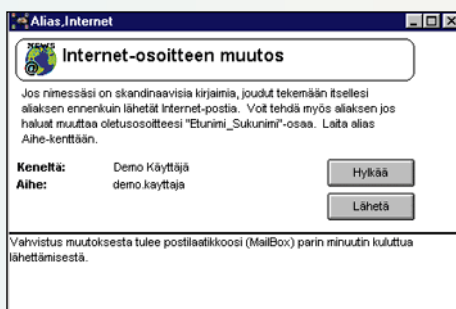 Alias,Internet
NEWS
@
Internet-osoitteen muutos
Jos nimessäsi on skandinaavisia kirjaimia, joudut tekemään itsellesi
aliaksen ennenkuin lähetät Internet-postia. Voit tehdä myös aliaksen jos
haluat muuttaa oletusosoitteesi "Etunimi_Sukunimi"-osaa. Laita alias
Aihe-kenttään.
Keneltä: Demo Käyttäjä
Hylkää
Aihe: demo.kayttaja
Lähetä
Vahvistus muutoksesta tulee postilaatikkoosi (MailBox) parin minuutin kuluttua
lähettämisestä.